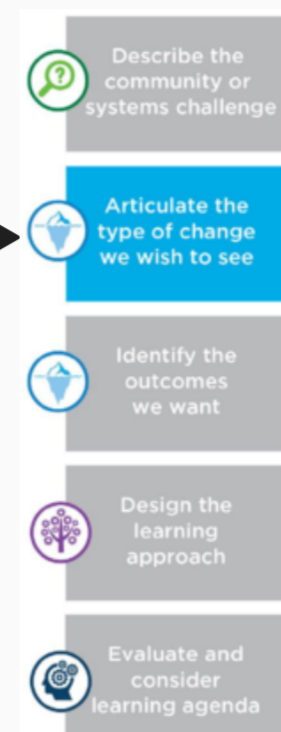 Describe the
community or
systems challenge
Articulate the
type of change
we wish to see
Identify the
outcomes
we want
Design the
learning
approach
Evaluate and
consider
learning agenda